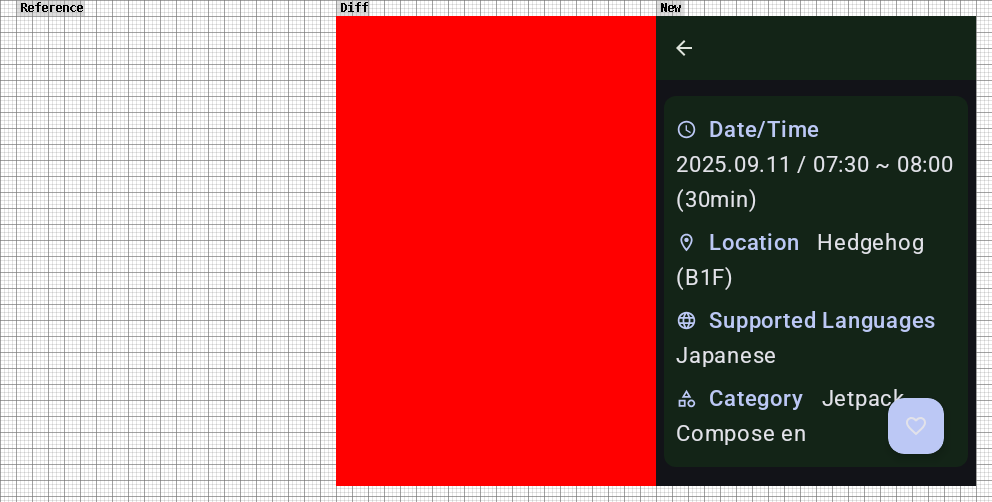 Reference Diff New
Date/Time
2025.09.11 / 07:30 ~ 08:00
(30min)
Location Hedgehog
(B1F)
Supported Languages
Japanese
Category Jetpack
Compose en